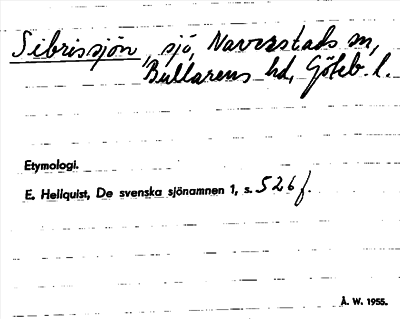 Sibrissjön, sjö, Naverstads sn,
Bullarens hd, Göteb. l.
Etymologi.
E. Hellquist, De svenska sjönamnen 1, s. 526 f.
Å. W. 1955.